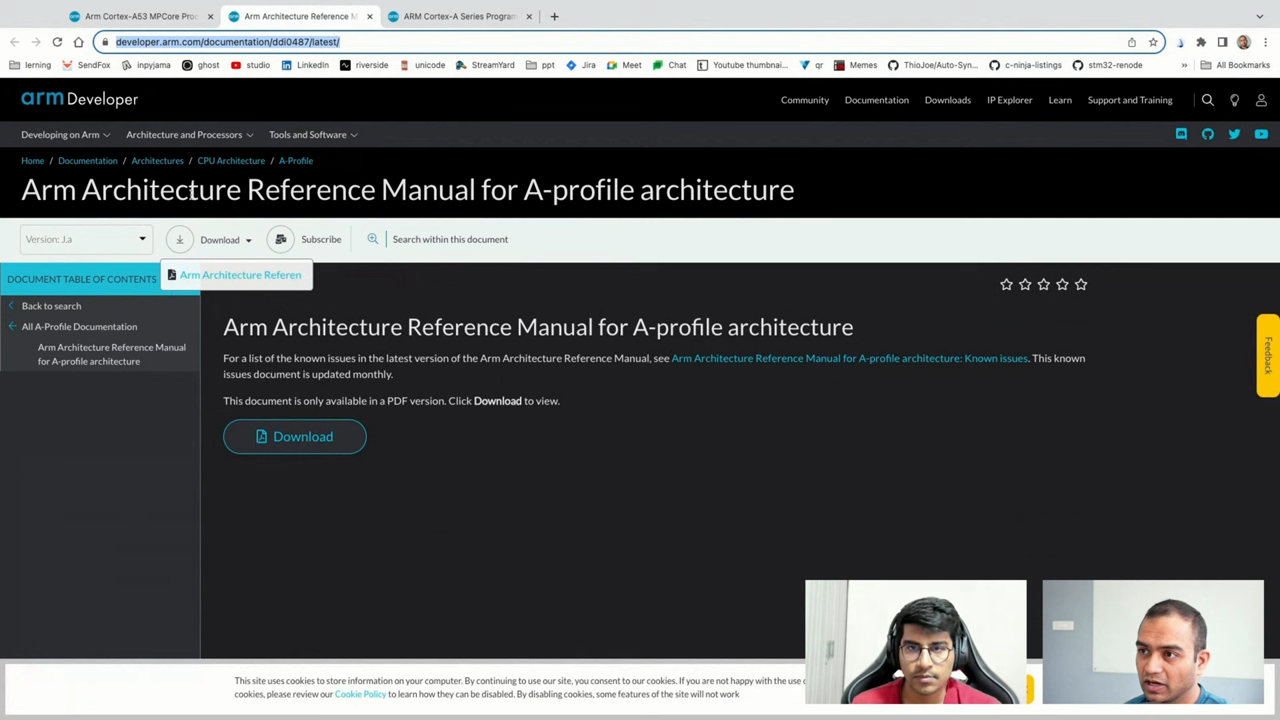 Arm Cortex-A53 MPCore Pro
Arm Architecture Reference M
ARM Cortex-A Series Program
developer.arm.com/documentation/ddi0487/latest/
lerning
SendFox
inpyjama
ghost
studio
LinkedIn
riverside
unicode
StreamYard
ppt
Jira
Meet
Chat
Youtube thumbnai...
qr
Memes
ThioJoe/Auto-Syn...
c-ninja-listings
stm32-renode
»
All Bookmarks
arm Developer
Community
Documentation
Downloads
IP Explorer
Learn
Support and Training
Developing on Arm
Architecture and Processors
Tools and Software
Home / Documentation / Architectures / CPU Architecture / A-Profile
Arm Architecture Reference Manual for A-profile architecture
Version: J.a
Download
Subscribe
Search within this document
DOCUMENT TABLE OF CONTENTS
Arm Architecture Referen
Back to search
All A-Profile Documentation
Arm Architecture Reference Manual
for A-profile architecture
Arm Architecture Reference Manual for A-profile architecture
For a list of the known issues in the latest version of the Arm Architecture Reference Manual, see Arm Architecture Reference Manual for A-profile architecture: Known issues. This known
issues document is updated monthly.
This document is only available in a PDF version. Click Download to view.
Download
Feedback
This site uses cookies to store information on your computer. By continuing to use our site, you consent to our cookies. If you are not happy with the use
cookies, please review our Cookie Policy to learn how they can be disabled. By disabling cookies, some features of the site will not work